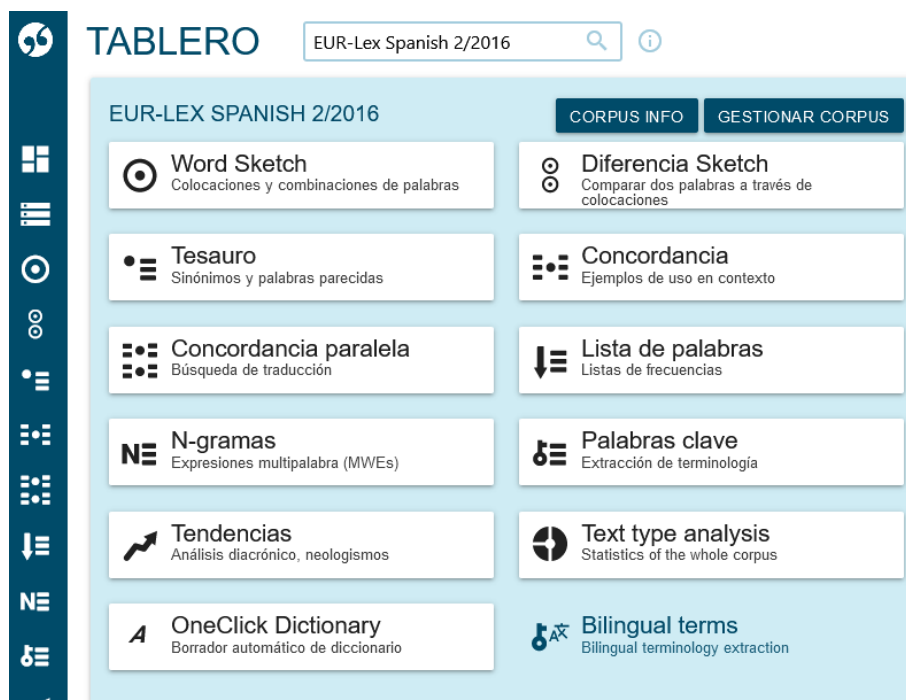 TABLERO
EUR-Lex Spanish 2/2016
EUR-LEX SPANISH 2/2016
CORPUS INFO
GESTIONAR CORPUS
Word Sketch
Colocaciones y combinaciones de palabras
Diferencia Sketch
Comparar dos palabras a través de
colocaciones
Tesauro
Sinónimos y palabras parecidas
Concordancia
Ejemplos de uso en contexto
Concordancia paralela
Búsqueda de traducción
Lista de palabras
Listas de frecuencias
N-gramas
Expresiones multipalabra (MWEs)
Palabras clave
Extracción de terminología
Tendencias
Análisis diacrónico, neologismos
Text type analysis
Statistics of the whole corpus
OneClick Dictionary
Borrador automático de diccionario
Bilingual terms
Bilingual terminology extraction